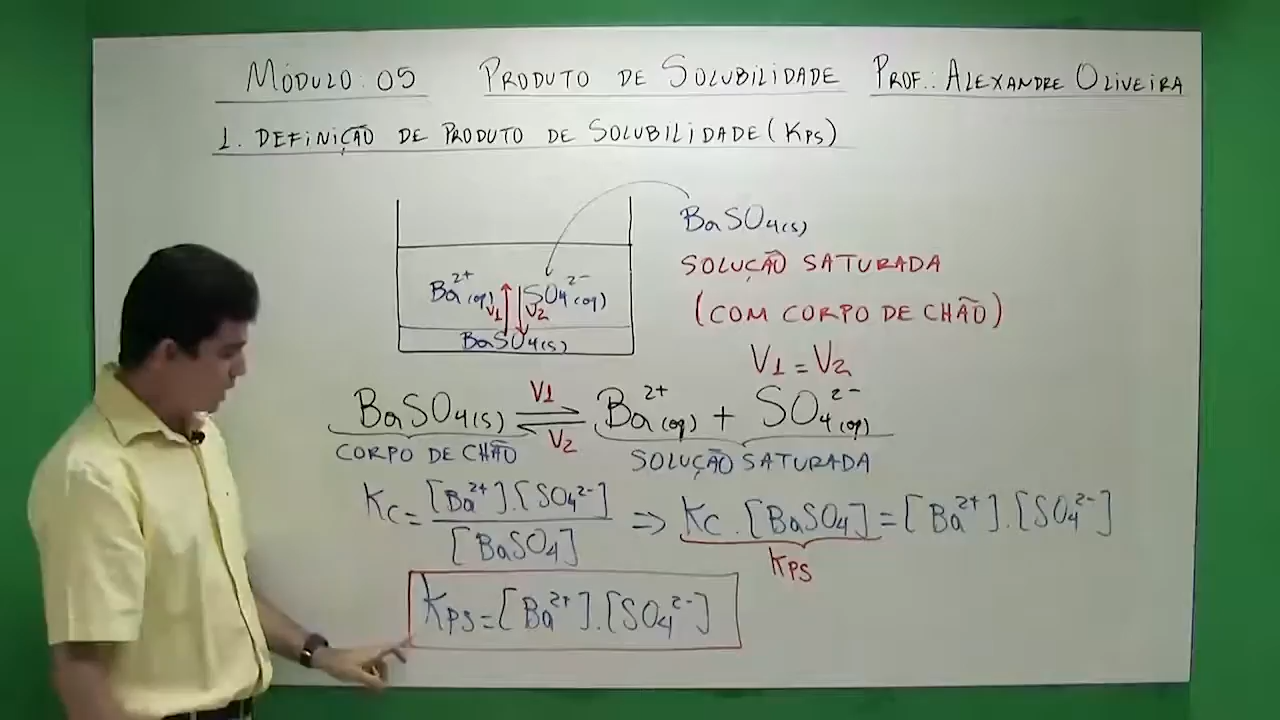 MÓDULO: 05 PRODUTO DE SOLUBILIDADE PROF.: ALEXANDRE OLIVEIRA
1. DEFINIÇÃO DE PRODUTO DE SOLUBILIDADE (KPS)
BaSO4(s)
SOLUÇÃO SATURADA
(COM CORPO DE CHÃO)
V1 = V2
Ba2+(aq) V1 V2 SO42-(aq)
BaSO4(s)
BaSO4(s) V1 ⇌ V2 Ba2+(aq) + SO42-(aq)
CORPO DE CHÃO SOLUÇÃO SATURADA
KC = [Ba2+].[SO42-] / [BaSO4] => KC . [BaSO4] = [Ba2+].[SO42-]
KPS
KPS = [Ba2+].[SO42-]